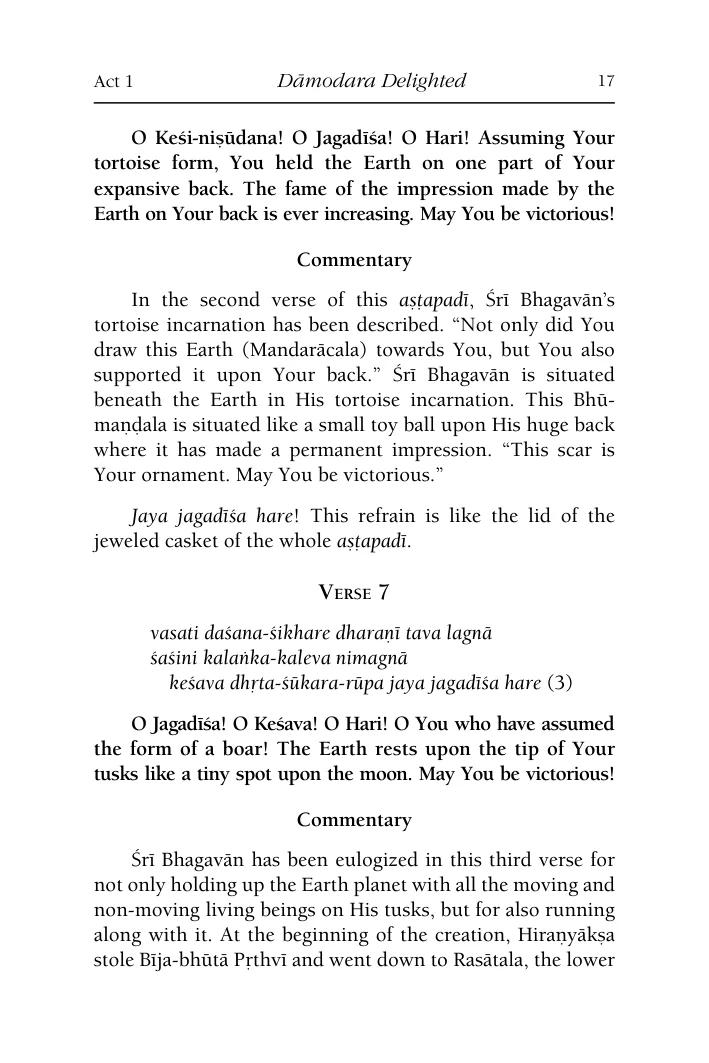 Act 1 Dāmodara Delighted 17
O Keśi-niṣūdana! O Jagadīśa! O Hari! Assuming Your
tortoise form, You held the Earth on one part of Your
expansive back. The fame of the impression made by the
Earth on Your back is ever increasing. May You be victorious!
Commentary
In the second verse of this aṣṭapadī, Śrī Bhagavān’s
tortoise incarnation has been described. “Not only did You
draw this Earth (Mandarācala) towards You, but You also
supported it upon Your back.” Śrī Bhagavān is situated
beneath the Earth in His tortoise incarnation. This Bhū-
maṇḍala is situated like a small toy ball upon His huge back
where it has made a permanent impression. “This scar is
Your ornament. May You be victorious.”
Jaya jagadīśa hare! This refrain is like the lid of the
jeweled casket of the whole aṣṭapadī.
Verse 7
vasati daśana-śikhare dharaṇī tava lagnā
śaśini kalaṅka-kaleva nimagnā
keśava dhṛta-śūkara-rūpa jaya jagadīśa hare (3)
O Jagadīśa! O Keśava! O Hari! O You who have assumed
the form of a boar! The Earth rests upon the tip of Your
tusks like a tiny spot upon the moon. May You be victorious!
Commentary
Śrī Bhagavān has been eulogized in this third verse for
not only holding up the Earth planet with all the moving and
non-moving living beings on His tusks, but for also running
along with it. At the beginning of the creation, Hiraṇyākṣa
stole Bīja-bhūtā Pṛthvī and went down to Rasātala, the lower